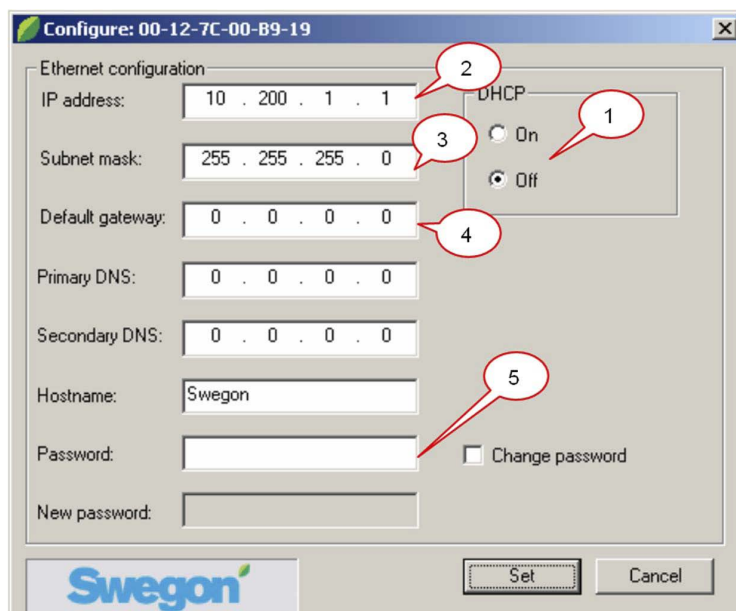 Configure: 00-12-7C-00-B9-19
Ethernet configuration
2
IP address: 10 . 200 . 1 . 1
DHCP
1
On
3
Subnet mask: 255 . 255 . 255 . 0
Off
Default gateway: 0 . 0 . 0 . 0
4
Primary DNS: 0 . 0 . 0 . 0
Secondary DNS: 0 . 0 . 0 . 0
5
Hostname: Swegon
Password:
Change password
New password:
Swegon
Set
Cancel